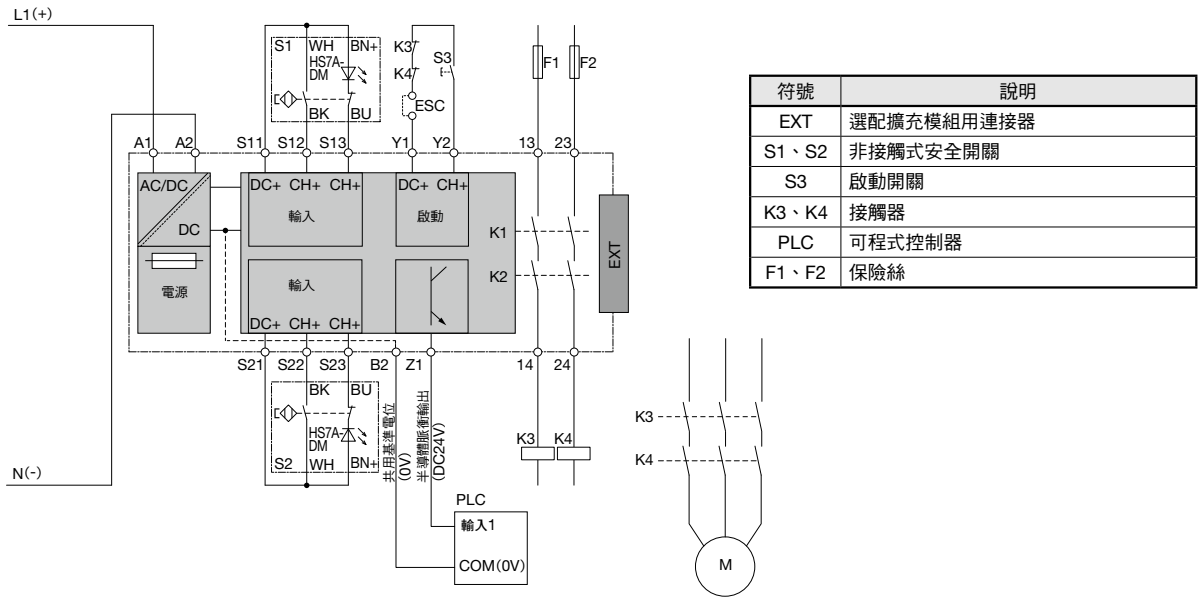 L1(+)
S1 WH BN+
HS7A-
DM
BK BU
K3
K4
S3
ESC
F1 F2
A1 A2 S11 S12 S13 Y1 Y2 13 23
AC/DC
DC
電源
DC+ CH+ CH+
輸入
DC+ CH+
啟動
K1
K2
EXT
輸入
DC+ CH+ CH+
S21 S22 S23 B2 Z1 14 24
BK BU
HS7A-
DM
S2 WH BN+
共用基準電位
(0V)
半導體脈衝輸出
(DC24V)
K3 K4
N(-)
PLC
輸入1
COM(0V)
符號 說明
EXT 選配擴充模組用連接器
S1、S2 非接觸式安全開關
S3 啟動開關
K3、K4 接觸器
PLC 可程式控制器
F1、F2 保險絲
K3
K4
M